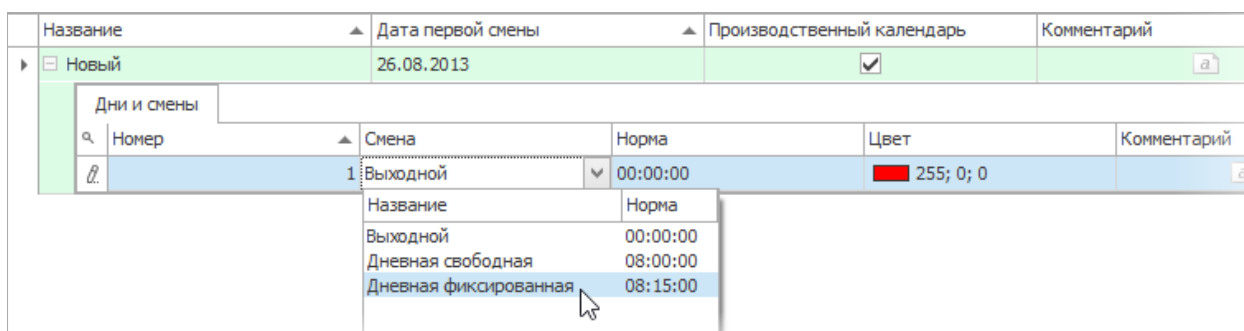 Название Дата первой смены Производственный календарь Комментарий
Новый 26.08.2013 a
Дни и смены
Номер Смена Норма Цвет Комментарий
1 Выходной 00:00:00 255; 0; 0 a
Название Норма
Выходной 00:00:00
Дневная свободная 08:00:00
Дневная фиксированная 08:15:00